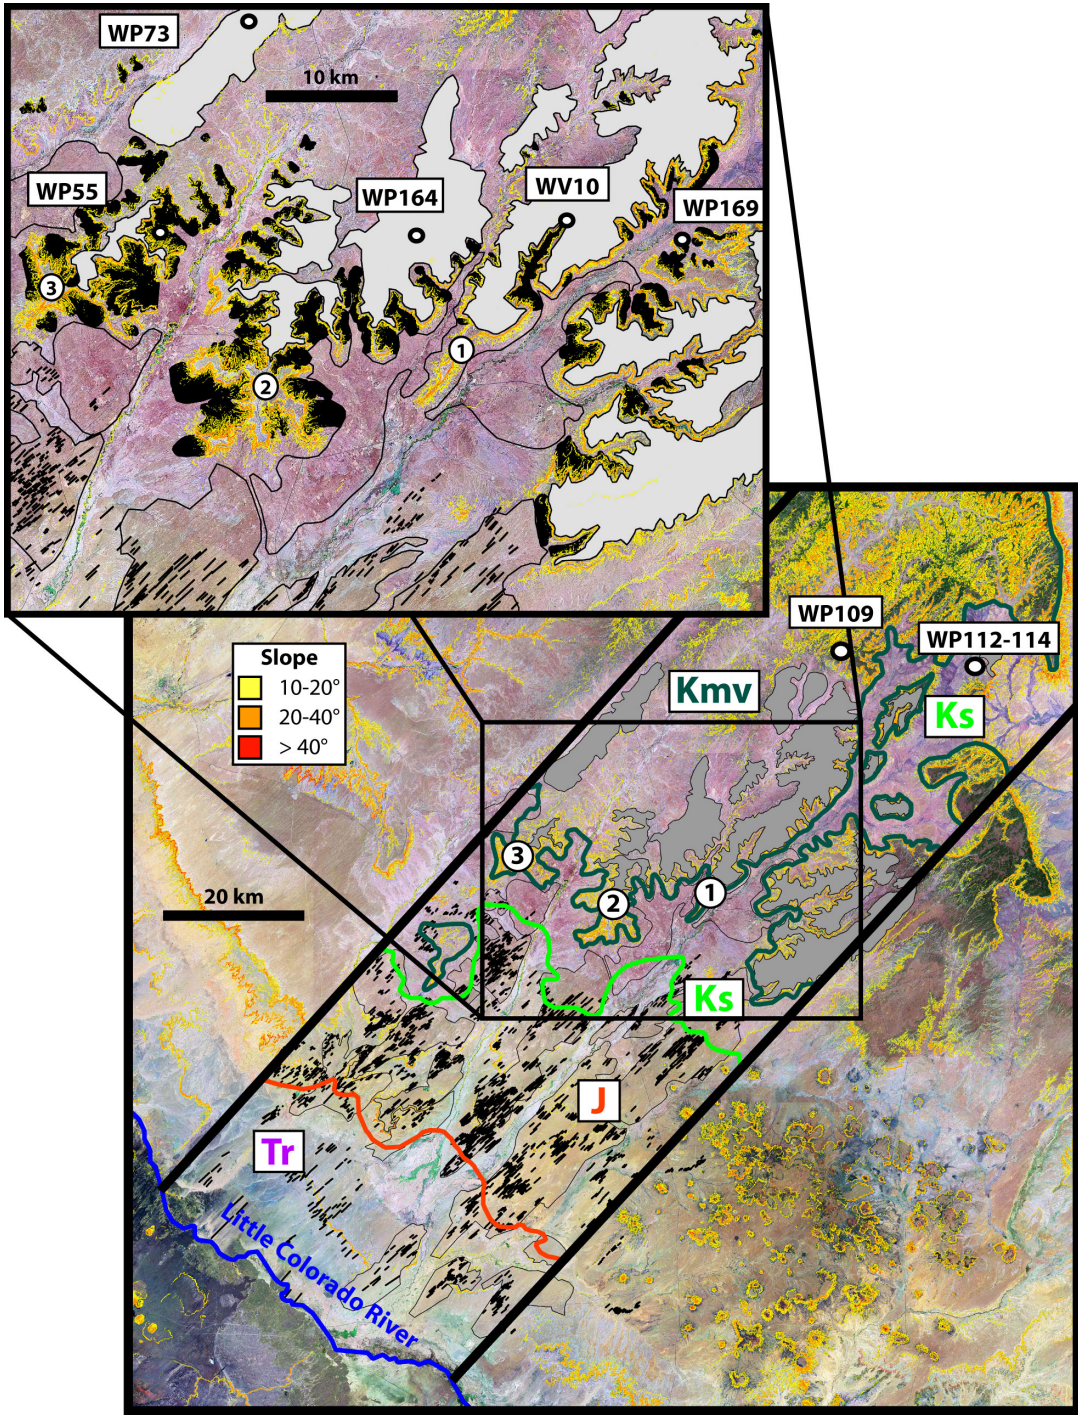 WP73
10 km
WP55
WP164
WV10
WP169
3
1
2
WP109
WP112-114
Slope
10-20°
20-40°
> 40°
Kmv
Ks
3
2
1
20 km
Ks
J
Tr
Little Colorado River